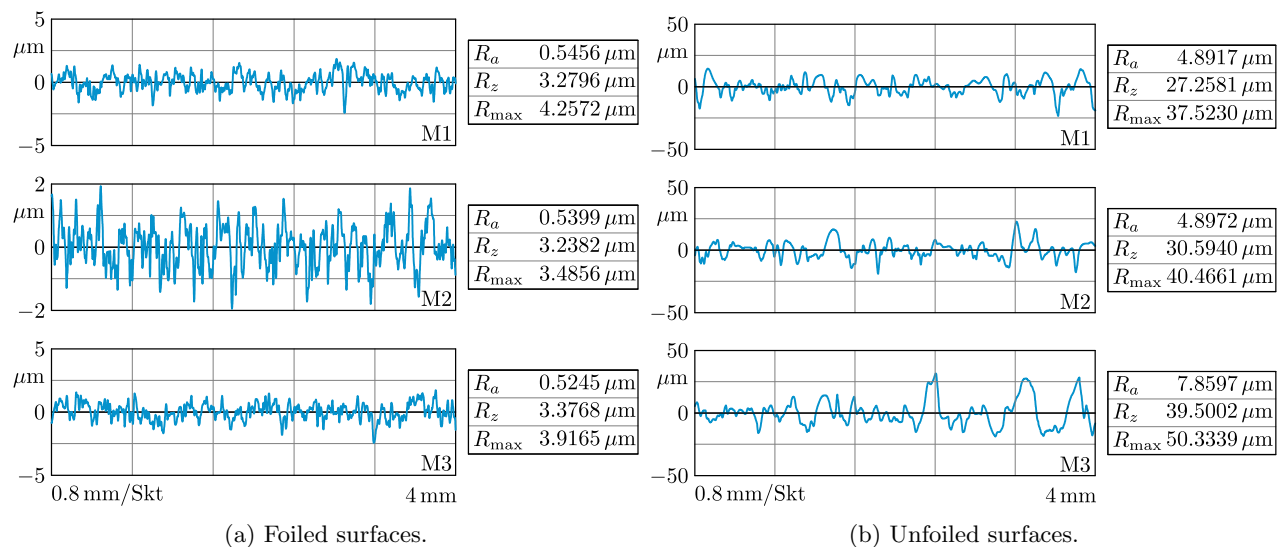 5
μm
0
−5
M1
R_a 0.5456 μm
R_z 3.2796 μm
R_max 4.2572 μm
2
μm
0
−2
M2
R_a 0.5399 μm
R_z 3.2382 μm
R_max 3.4856 μm
5
μm
0
−5
M3
R_a 0.5245 μm
R_z 3.3768 μm
R_max 3.9165 μm
0.8 mm/Skt 4 mm
(a) Foiled surfaces.
50
μm
0
−50
M1
R_a 4.8917 μm
R_z 27.2581 μm
R_max 37.5230 μm
50
μm
0
−50
M2
R_a 4.8972 μm
R_z 30.5940 μm
R_max 40.4661 μm
50
μm
0
−50
M3
R_a 7.8597 μm
R_z 39.5002 μm
R_max 50.3339 μm
0.8 mm/Skt 4 mm
(b) Unfoiled surfaces.